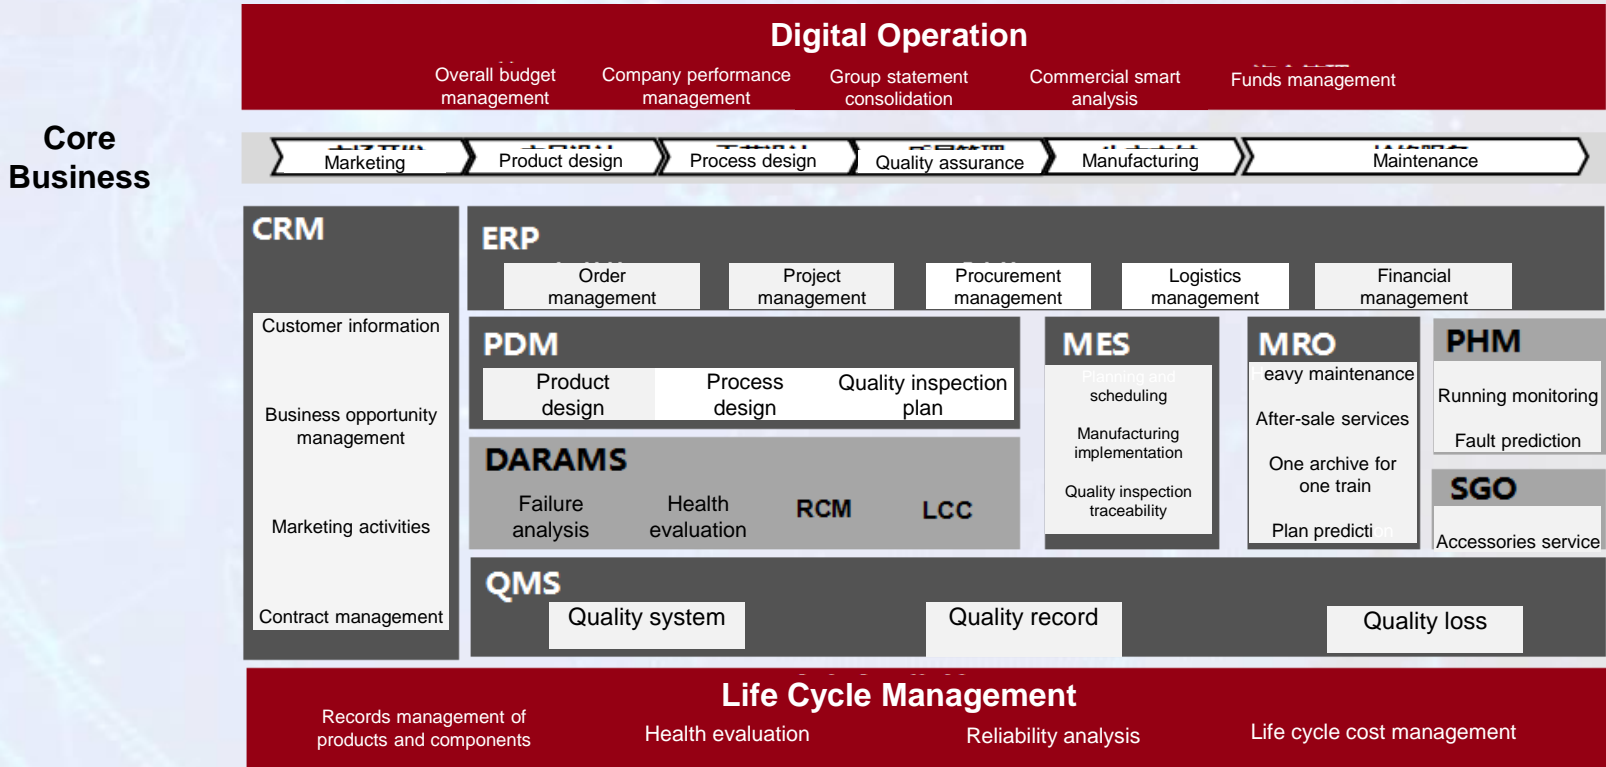 Digital Operation
Overall budget
management
Company performance
management
Group statement
consolidation
Commercial smart
analysis
Funds management
Core
Business
Marketing
Product design
Process design
Quality assurance
Manufacturing
Maintenance
CRM
Customer information
Business opportunity
management
Marketing activities
Contract management
ERP
Order
management
Project
management
Procurement
management
Logistics
management
Financial
management
PDM
Product
design
Process
design
Quality inspection
plan
DARAMS
Failure
analysis
Health
evaluation
RCM
LCC
MES
Planning and
scheduling
Manufacturing
implementation
Quality inspection
traceability
MRO
Heavy maintenance
After-sale services
One archive for
one train
Plan prediction
PHM
Running monitoring
Fault prediction
SGO
Accessories service
QMS
Quality system
Quality record
Quality loss
Life Cycle Management
Records management of
products and components
Health evaluation
Reliability analysis
Life cycle cost management